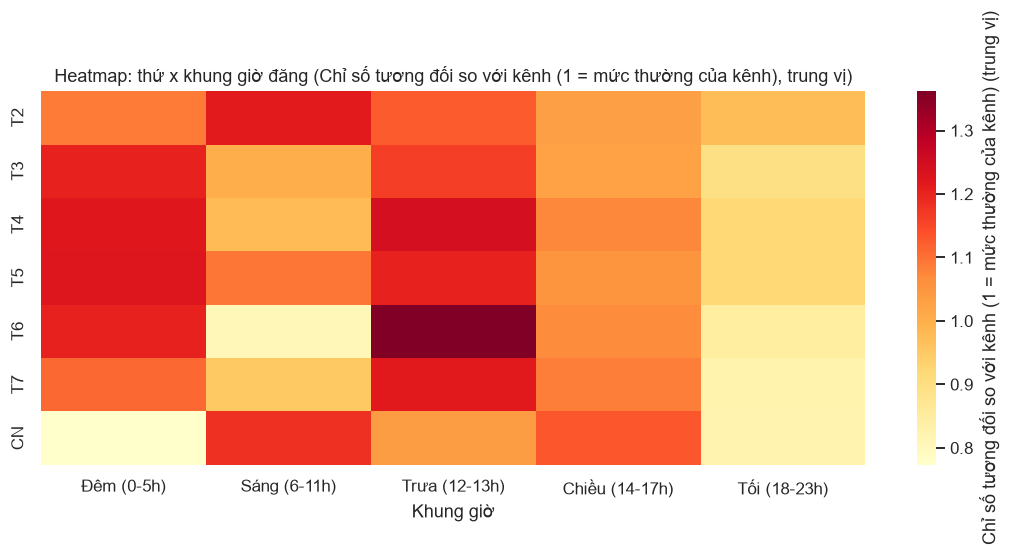 Heatmap: thứ x khung giờ đăng (Chỉ số tương đối so với kênh (1 = mức thường của kênh), trung vị)
T2
T3
T4
T5
T6
T7
CN
Đêm (0-5h)
Sáng (6-11h)
Trưa (12-13h)
Chiều (14-17h)
Tối (18-23h)
Khung giờ
1.3
1.2
1.1
1.0
0.9
0.8
Chỉ số tương đối so với kênh (1 = mức thường của kênh) (trung vị)